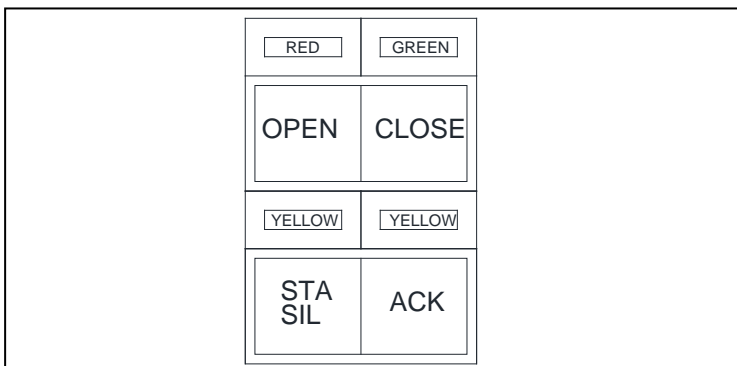 RED GREEN
OPEN CLOSE
YELLOW YELLOW
STA
SIL
ACK